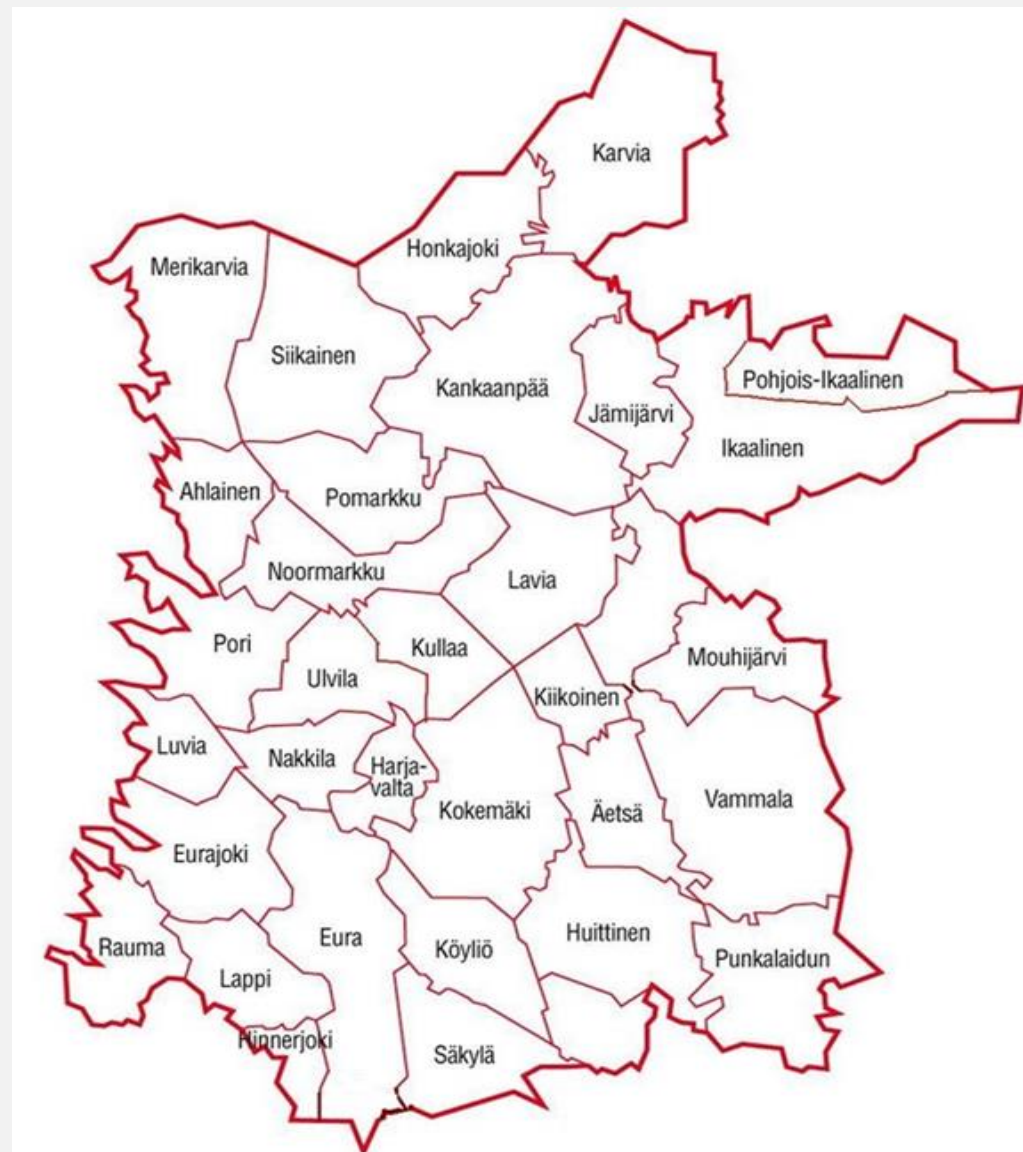 Karvia
Honkajoki
Merikarvia
Siikainen
Kankaanpää
Pohjois-Ikaalinen
Jämijärvi
Ikaalinen
Ahlainen
Pomarkku
Noormarkku
Lavia
Pori
Kullaa
Mouhijärvi
Ulvila
Kiikoinen
Luvia
Nakkila
Harja-
valta
Kokemäki
Äetsä
Vammala
Eurajoki
Rauma
Eura
Köyliö
Huittinen
Punkalaidun
Lappi
Hinnerjoki
Säkylä